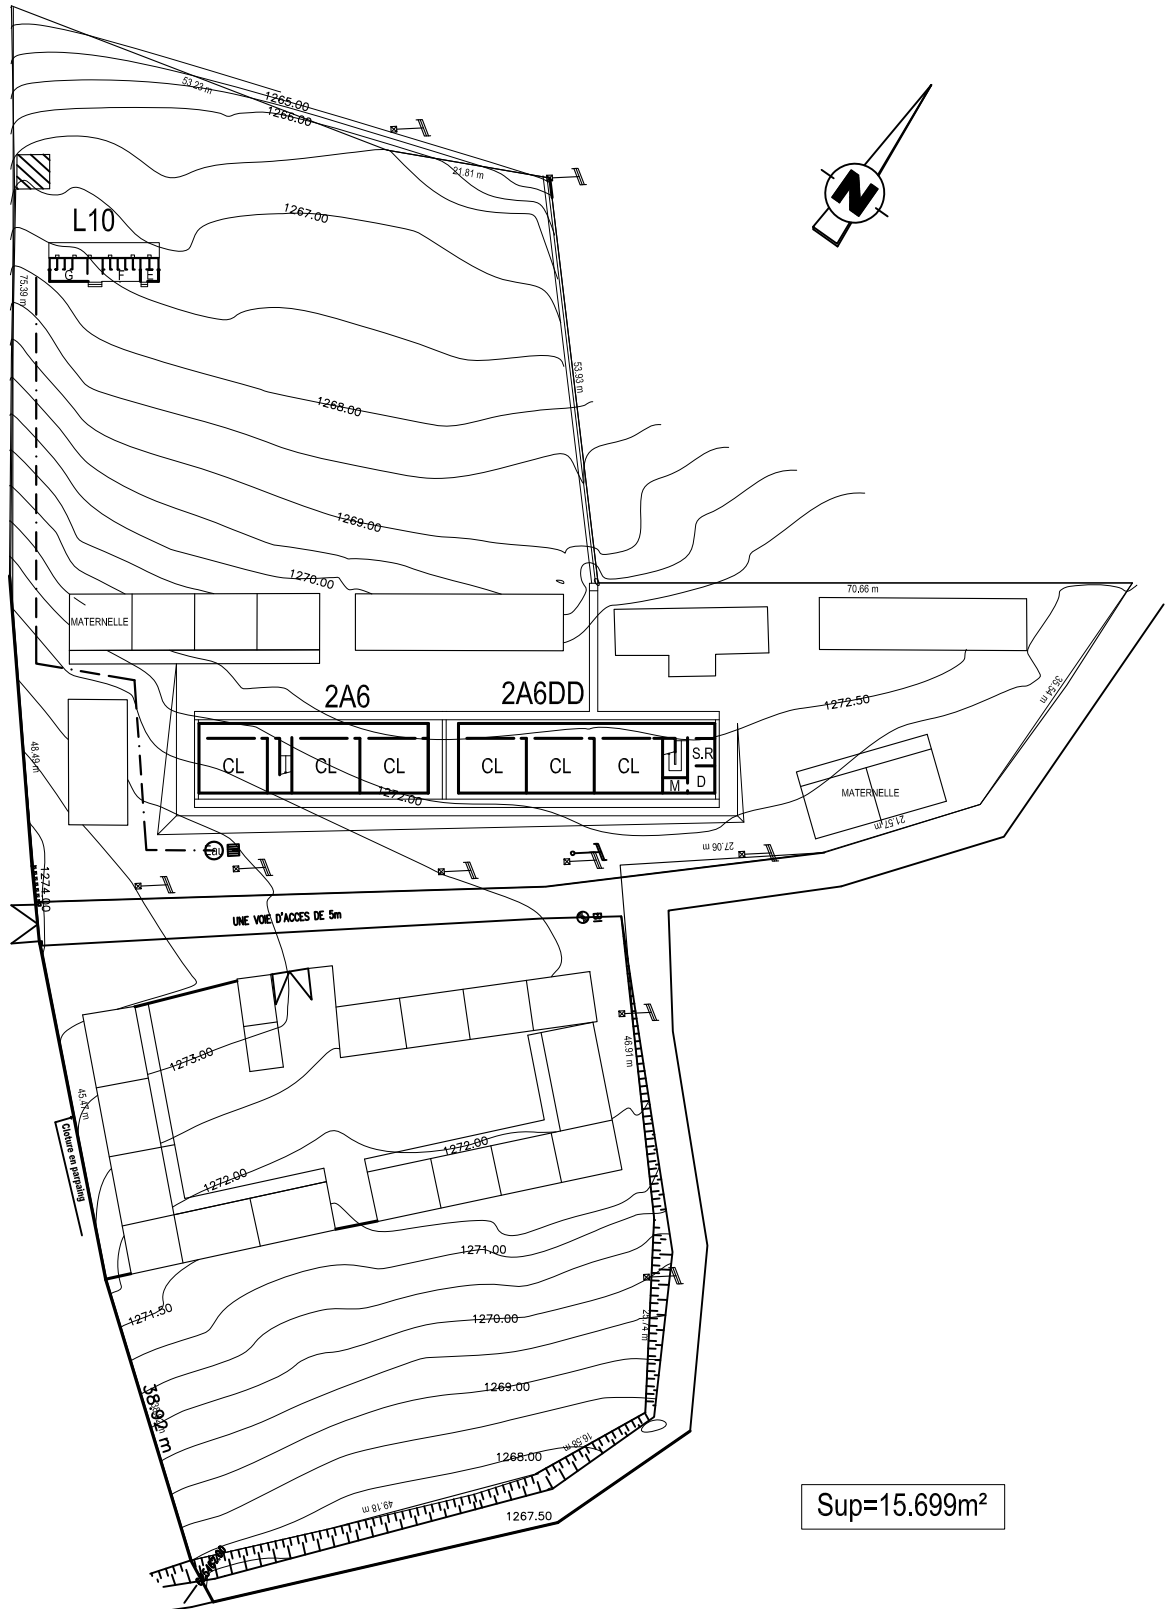 53.23 m
1265.00
1266.00
21.81 m
N
L10
1267.00
G F E
75.39 m
53.93 m
1268.00
1269.00
1270.00
70.66 m
MATERNELLE
35.54 m
2A6
2A6DD
1272.50
48.49 m
CL CL CL
CL CL CL
M S.R D
1272.00
MATERNELLE
21.57 m
27.06 m
1274.00
UNE VOIE D'ACCES DE 5m
1273.00
46.91 m
45.47 m
Cloture en parpaing
1272.00
1272.00
1271.00
1271.50
1270.00
1269.00
38.92 m
16.58 m
1268.00
49.18 m
1267.50
Sup=15.699m²